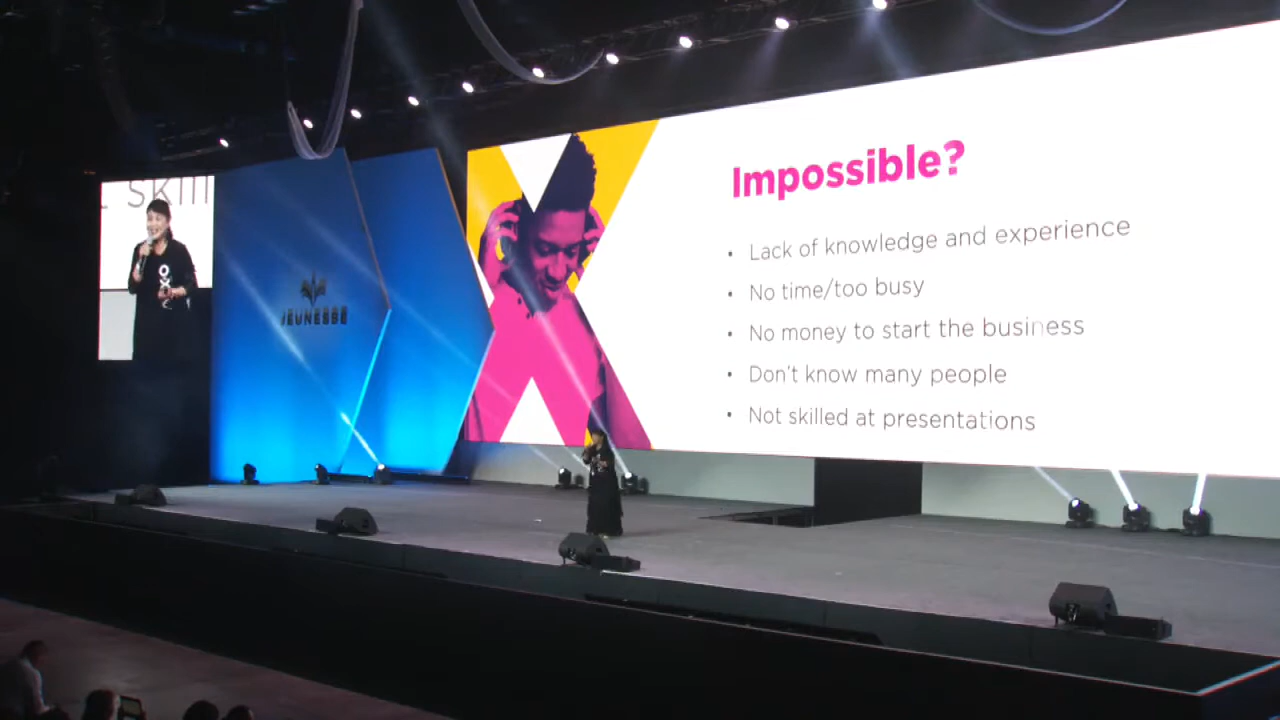 skill
JEUNESSE
Impossible?
• Lack of knowledge and experience
• No time/too busy
• No money to start the business
• Don't know many people
• Not skilled at presentations